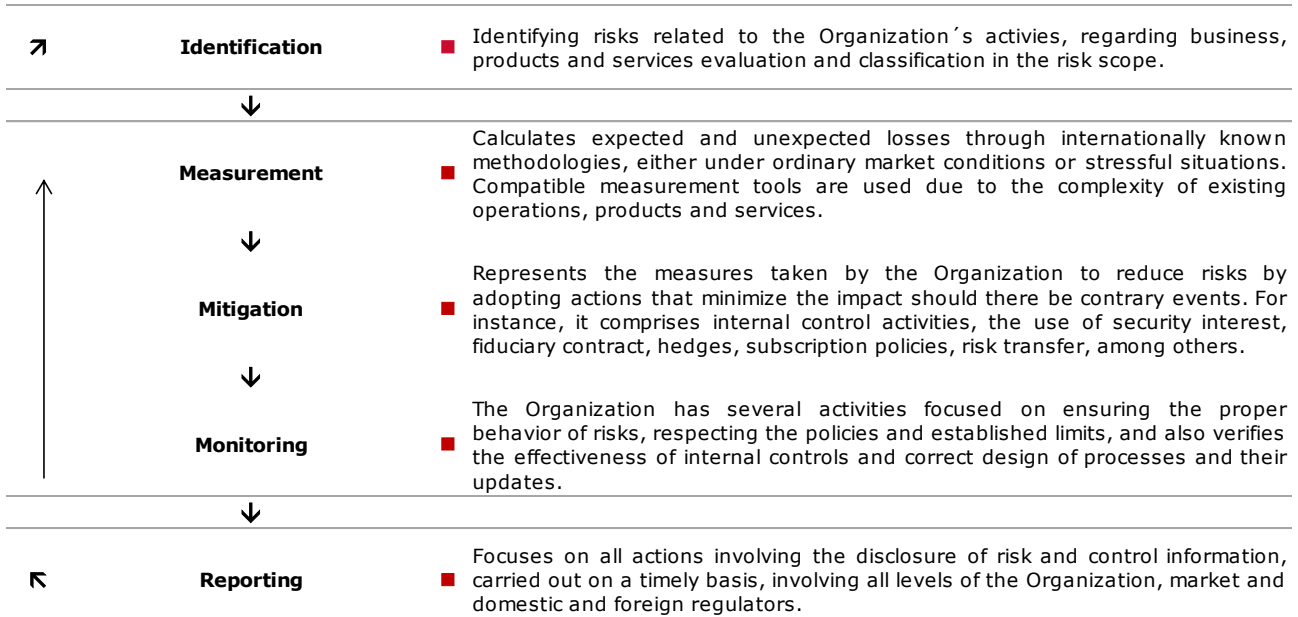 Identification
Identifying risks related to the Organization´s activies, regarding business,
products and services evaluation and classification in the risk scope.
Measurement
Calculates expected and unexpected losses through internationally known
methodologies, either under ordinary market conditions or stressful situations.
Compatible measurement tools are used due to the complexity of existing
operations, products and services.
Mitigation
Represents the measures taken by the Organization to reduce risks by
adopting actions that minimize the impact should there be contrary events. For
instance, it comprises internal control activities, the use of security interest,
fiduciary contract, hedges, subscription policies, risk transfer, among others.
Monitoring
The Organization has several activities focused on ensuring the proper
behavior of risks, respecting the policies and established limits, and also verifies
the effectiveness of internal controls and correct design of processes and their
updates.
Reporting
Focuses on all actions involving the disclosure of risk and control information,
carried out on a timely basis, involving all levels of the Organization, market and
domestic and foreign regulators.